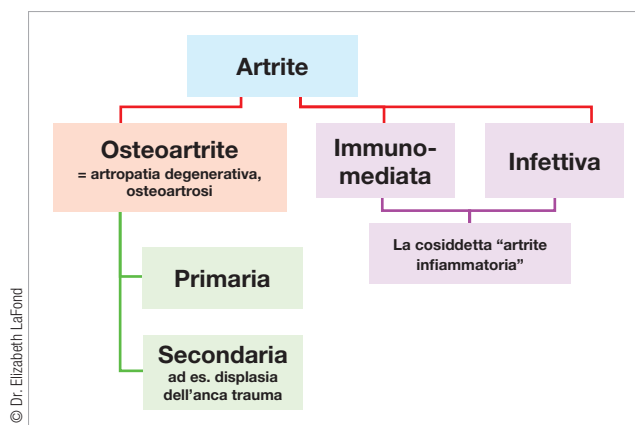 Artrite
Osteoartrite
= artropatia degenerativa,
osteoartrosi
Immuno-
mediata
Infettiva
La cosiddetta “artrite
infiammatoria”
Primaria
Secondaria
ad es. displasia
dell’anca trauma
© Dr. Elizabeth LaFond